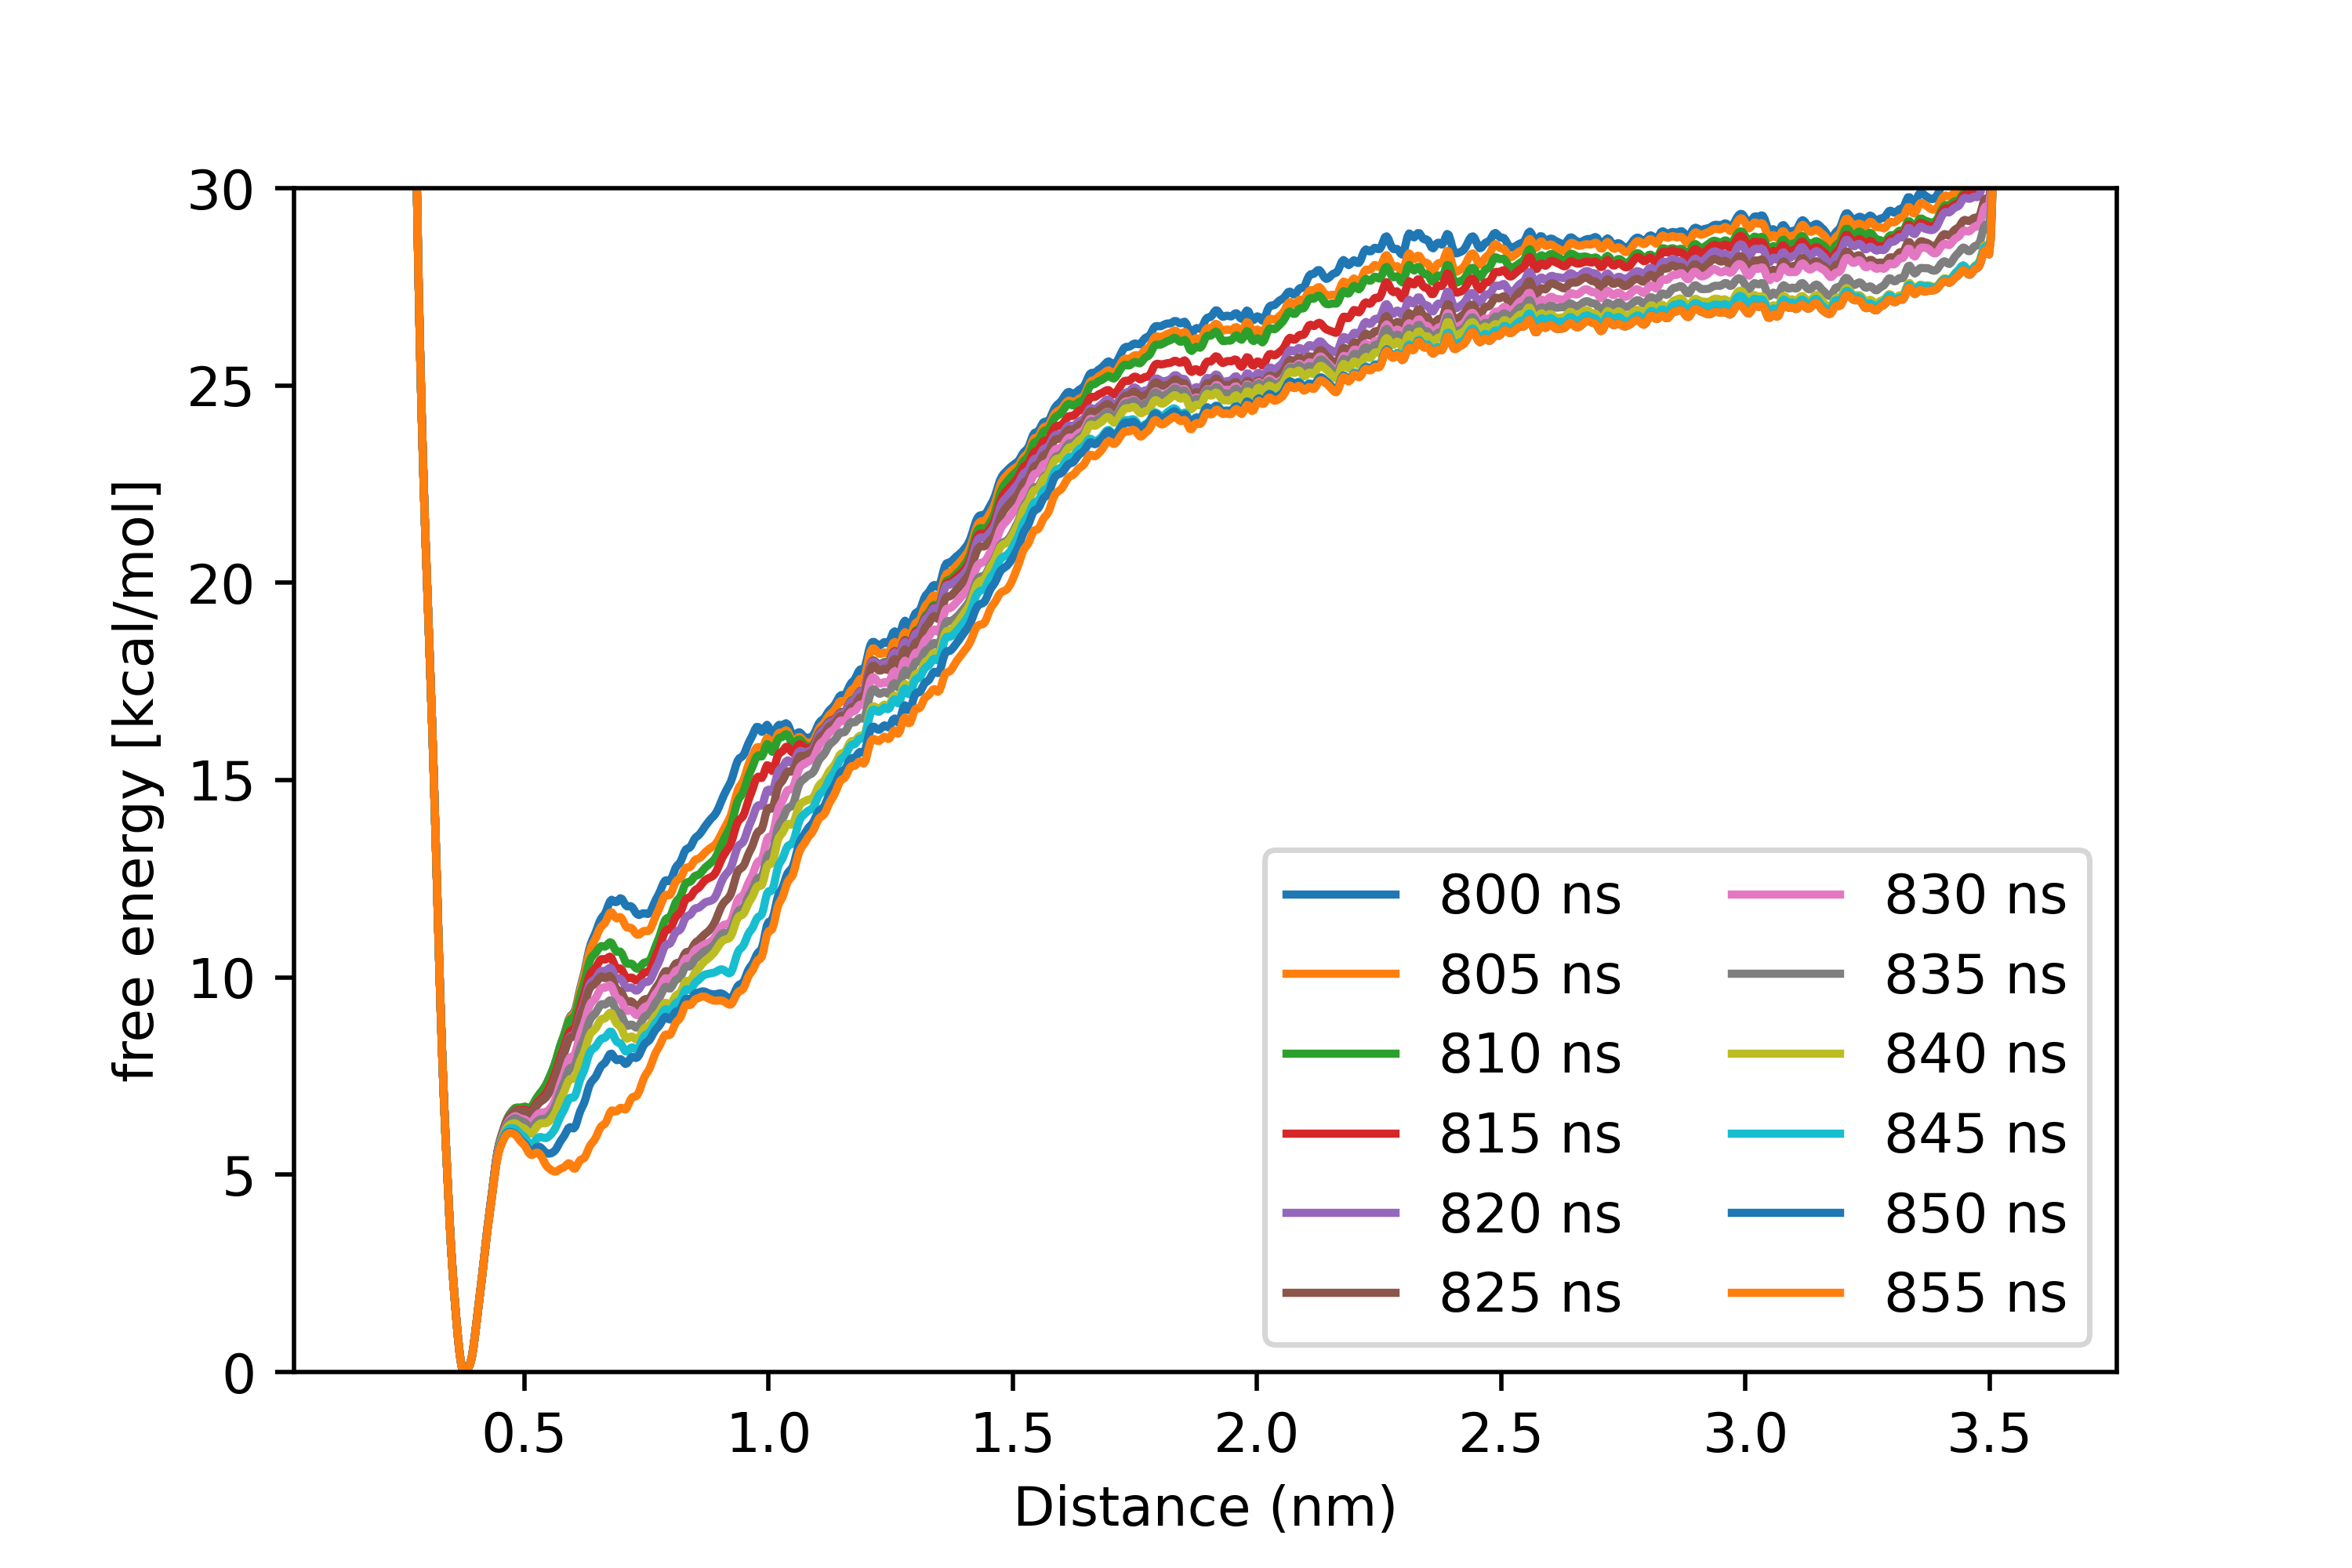 free energy [kcal/mol]
30
25
20
15
10
5
0
0.5 1.0 1.5 2.0 2.5 3.0 3.5
Distance (nm)
800 ns
805 ns
810 ns
815 ns
820 ns
825 ns
830 ns
835 ns
840 ns
845 ns
850 ns
855 ns